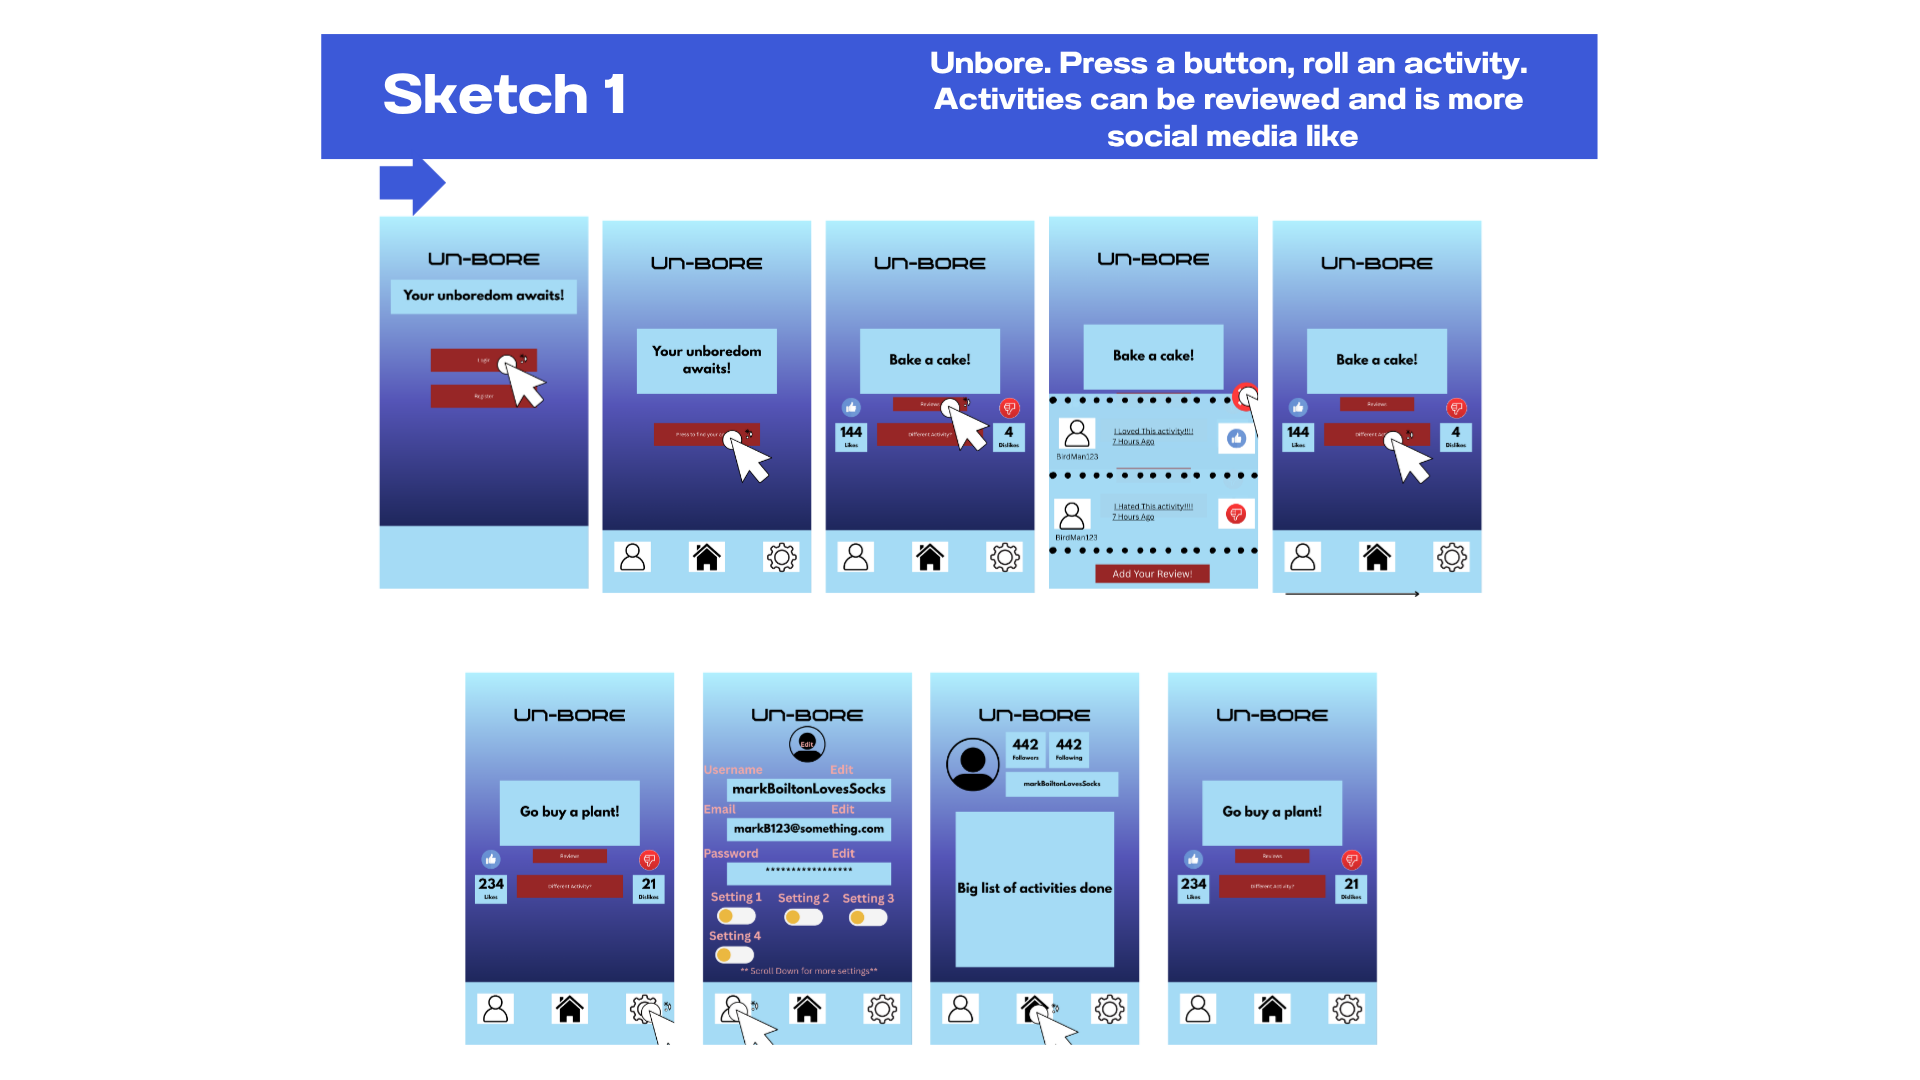 Sketch 1
Unbore. Press a button, roll an activity.
Activities can be reviewed and is more
social media like
Un-BORE
Your unboredom awaits!
Login
Register
Un-BORE
Your unboredom
awaits!
Press to find your
Un-BORE
Bake a cake!
Reviews
144
Likes
Different Activity?
4
Dislikes
Un-BORE
Bake a cake!
I Loved This activity!!!!
7 Hours Ago
BirdMan123
I Hated This activity!!!!
7 Hours Ago
BirdMan123
Add Your Review!
Un-BORE
Bake a cake!
Reviews
144
Likes
Different
4
Dislikes
Un-BORE
Go buy a plant!
Reviews
234
Likes
Different Activity?
21
Dislikes
Un-BORE
Edit
Username Edit
markBoiltonLovesSocks
Email Edit
markB123@something.com
Password Edit
*****************
Setting 1 Setting 2 Setting 3
Setting 4
** Scroll Down for more settings**
Un-BORE
442
Followers
442
Following
markBoiltonLovesSocks
Big list of activities done
Un-BORE
Go buy a plant!
Reviews
234
Likes
Different Activity?
21
Dislikes